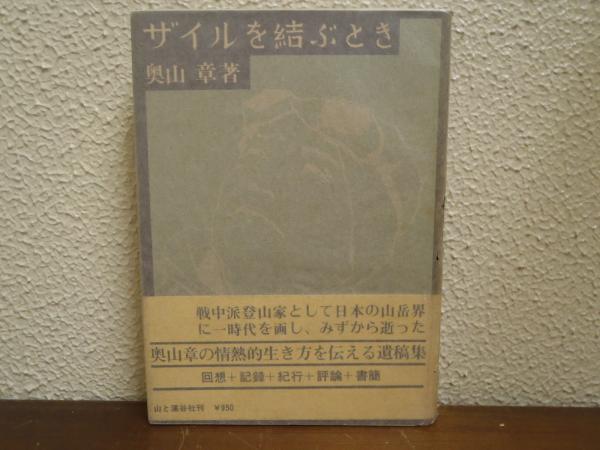 ザイルを結ぶとき
奥山 章著
戦中派登山家として日本の山岳界
に一時代を画し、みずから逝った
奥山章の情熱的生き方を伝える遺稿集
回想+記録+紀行+評論+書簡
山と溪谷社刊 ¥950